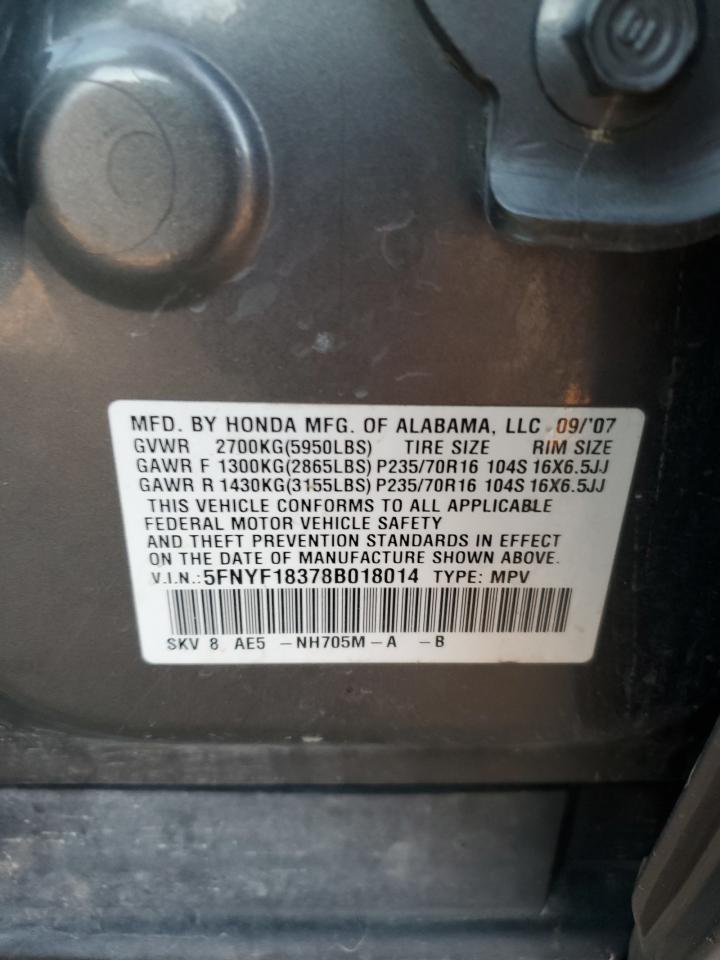 MFD. BY HONDA MFG. OF ALABAMA, LLC 09/'07
GVWR 2700KG(5950LBS) TIRE SIZE RIM SIZE
GAWR F 1300KG(2865LBS) P235/70R16 104S 16X6.5JJ
GAWR R 1430KG(3155LBS) P235/70R16 104S 16X6.5JJ
THIS VEHICLE CONFORMS TO ALL APPLICABLE
FEDERAL MOTOR VEHICLE SAFETY
AND THEFT PREVENTION STANDARDS IN EFFECT
ON THE DATE OF MANUFACTURE SHOWN ABOVE.
V.I.N.:5FNYF18378B018014 TYPE: MPV
SKV 8 AE5 -NH705M-A -B